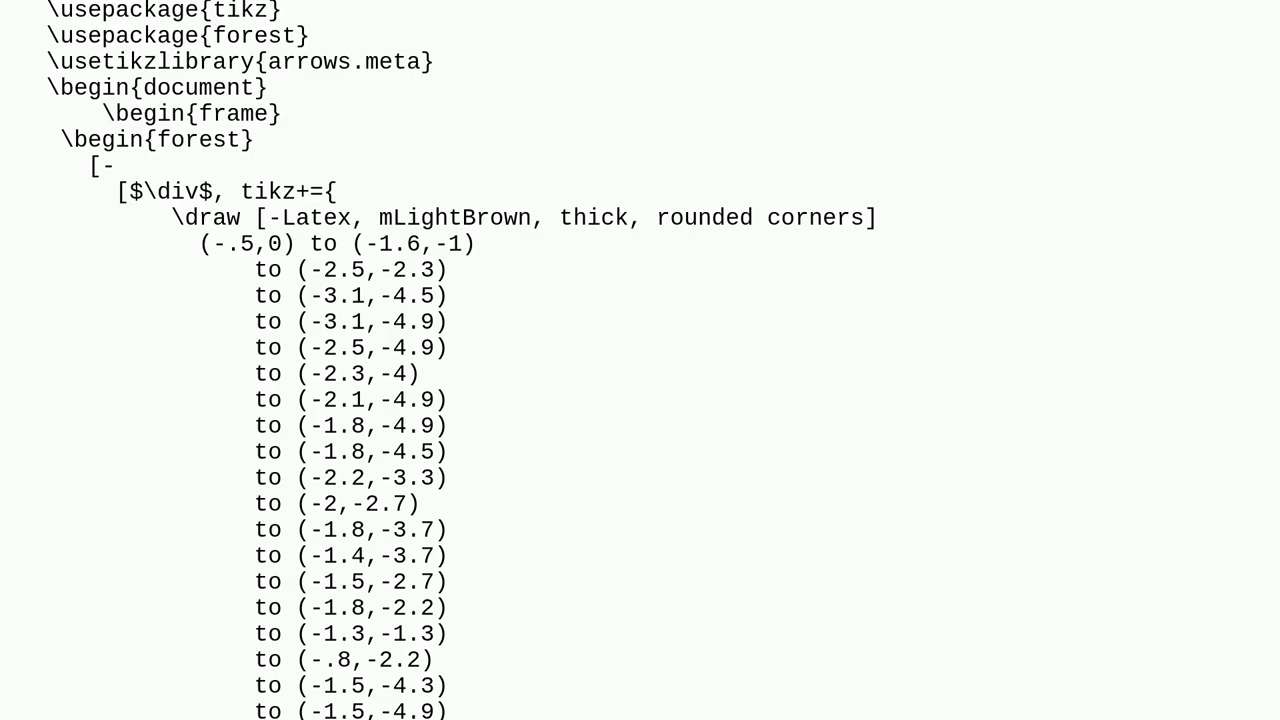 \usepackage{tikz}
\usepackage{forest}
\usetikzlibrary{arrows.meta}
\begin{document}
\begin{frame}
\begin{forest}
[-
[$\div$, tikz+={
\draw [-Latex, mLightBrown, thick, rounded corners]
(-.5,0) to (-1.6,-1)
to (-2.5,-2.3)
to (-3.1,-4.5)
to (-3.1,-4.9)
to (-2.5,-4.9)
to (-2.3,-4)
to (-2.1,-4.9)
to (-1.8,-4.9)
to (-1.8,-4.5)
to (-2.2,-3.3)
to (-2,-2.7)
to (-1.8,-3.7)
to (-1.4,-3.7)
to (-1.5,-2.7)
to (-1.8,-2.2)
to (-1.3,-1.3)
to (-.8,-2.2)
to (-1.5,-4.3)
to (-1.5,-4.9)